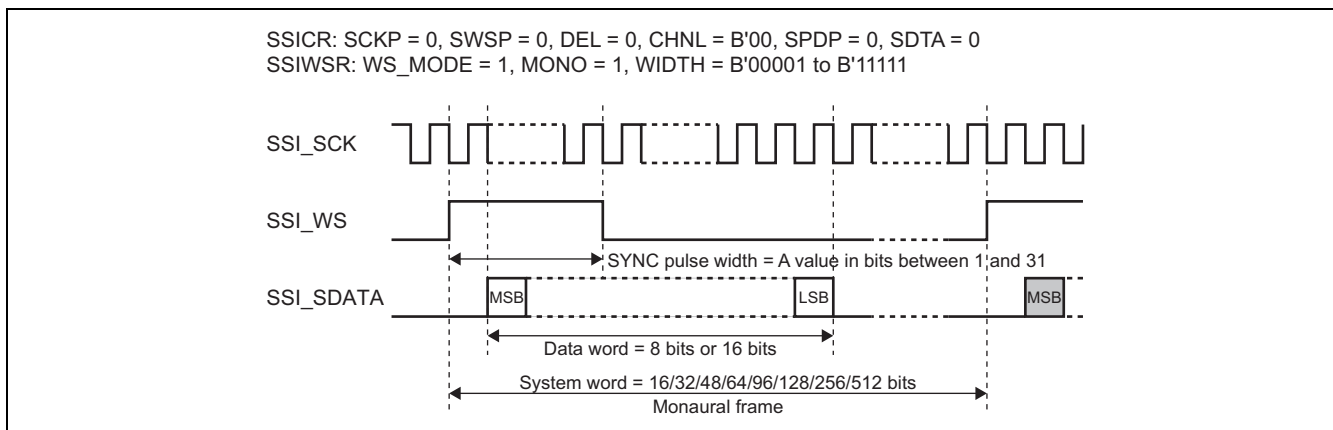 SSICR: SCKP = 0, SWSP = 0, DEL = 0, CHNL = B'00, SPDP = 0, SDTA = 0
SSIWSR: WS_MODE = 1, MONO = 1, WIDTH = B'00001 to B'11111
SSI_SCK
SSI_WS
SYNC pulse width = A value in bits between 1 and 31
SSI_SDATA
MSB
LSB
MSB
Data word = 8 bits or 16 bits
System word = 16/32/48/64/96/128/256/512 bits
Monaural frame